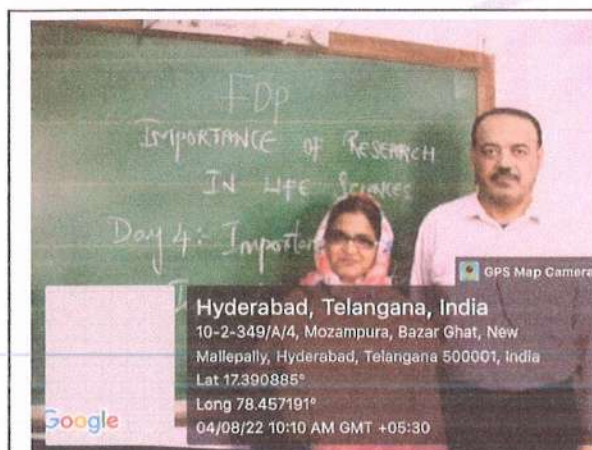 FDP
IMPORTANCE OF RESEARCH
IN LIFE SCIENCES
Day 4: Importan
GPS Map Camera
Hyderabad, Telangana, India
10-2-349/A/4, Mozampura, Bazar Ghat, New
Mallepally, Hyderabad, Telangana 500001, India
Lat 17.390885°
Long 78.457191°
04/08/22 10:10 AM GMT +05:30
Google